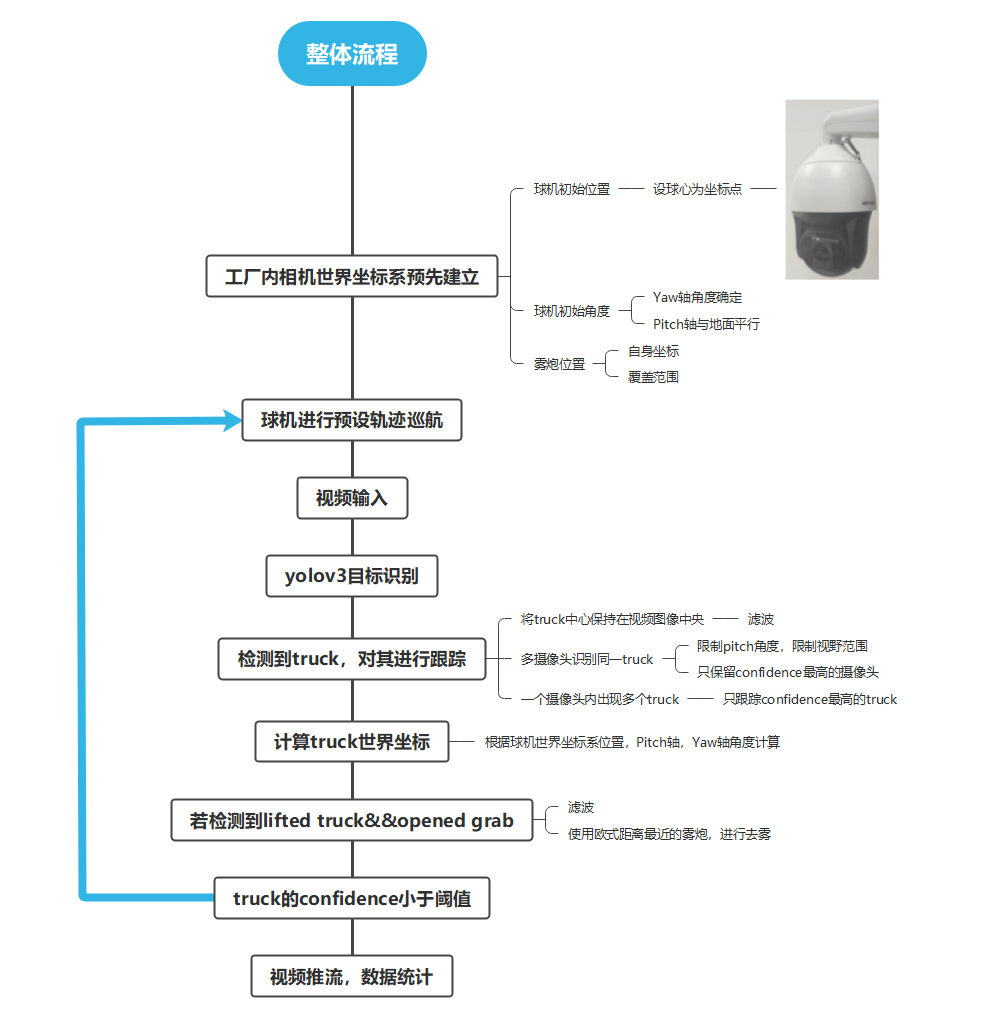 整体流程
球机初始位置
设球心为坐标点
工厂内相机世界坐标系预先建立
球机初始角度
Yaw轴角度确定
Pitch轴与地面平行
雾炮位置
自身坐标
覆盖范围
球机进行预设轨迹巡航
视频输入
yolov3目标识别
检测到truck，对其进行跟踪
将truck中心保持在视频图像中央
滤波
多摄像头识别同一truck
限制pitch角度，限制视野范围
只保留confidence最高的摄像头
一个摄像头内出现多个truck
只跟踪confidence最高的truck
计算truck世界坐标
根据球机世界坐标系位置，Pitch轴，Yaw轴角度计算
若检测到lifted truck&&opened grab
滤波
使用欧式距离最近的雾炮，进行去雾
truck的confidence小于阈值
视频推流，数据统计